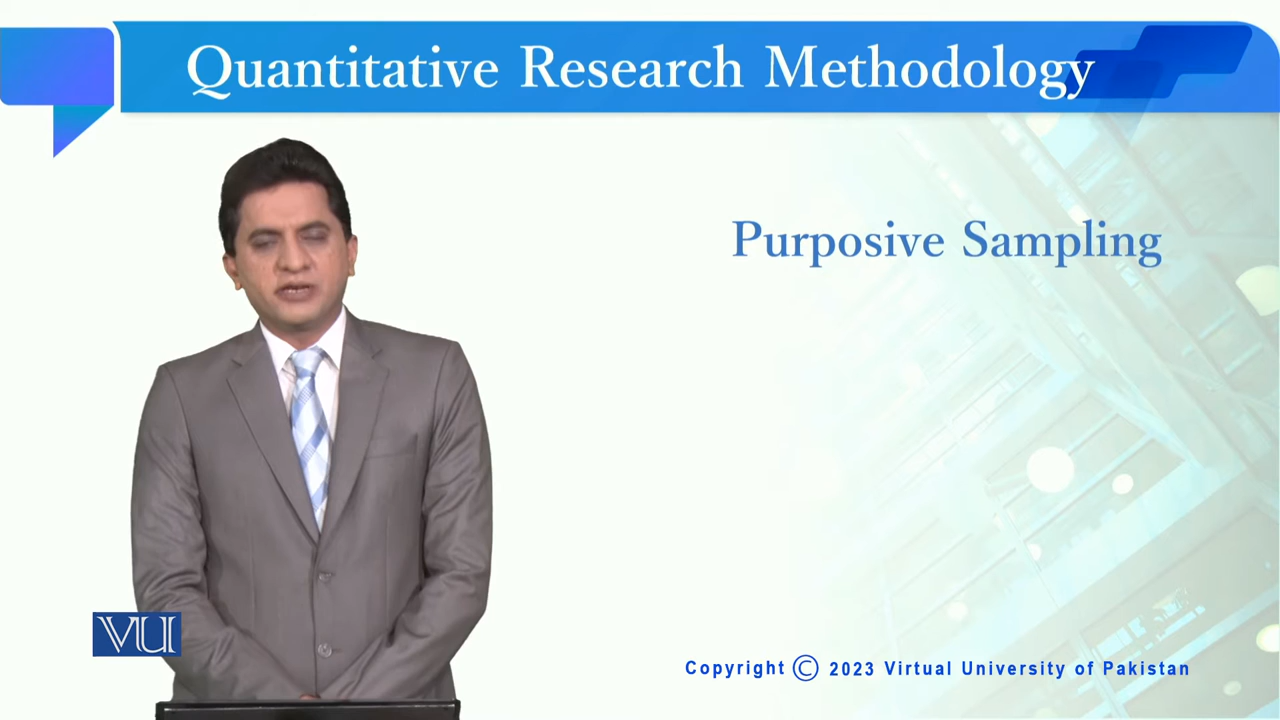 Quantitative Research Methodology
Purposive Sampling
VU
Copyright © 2023 Virtual University of Pakistan